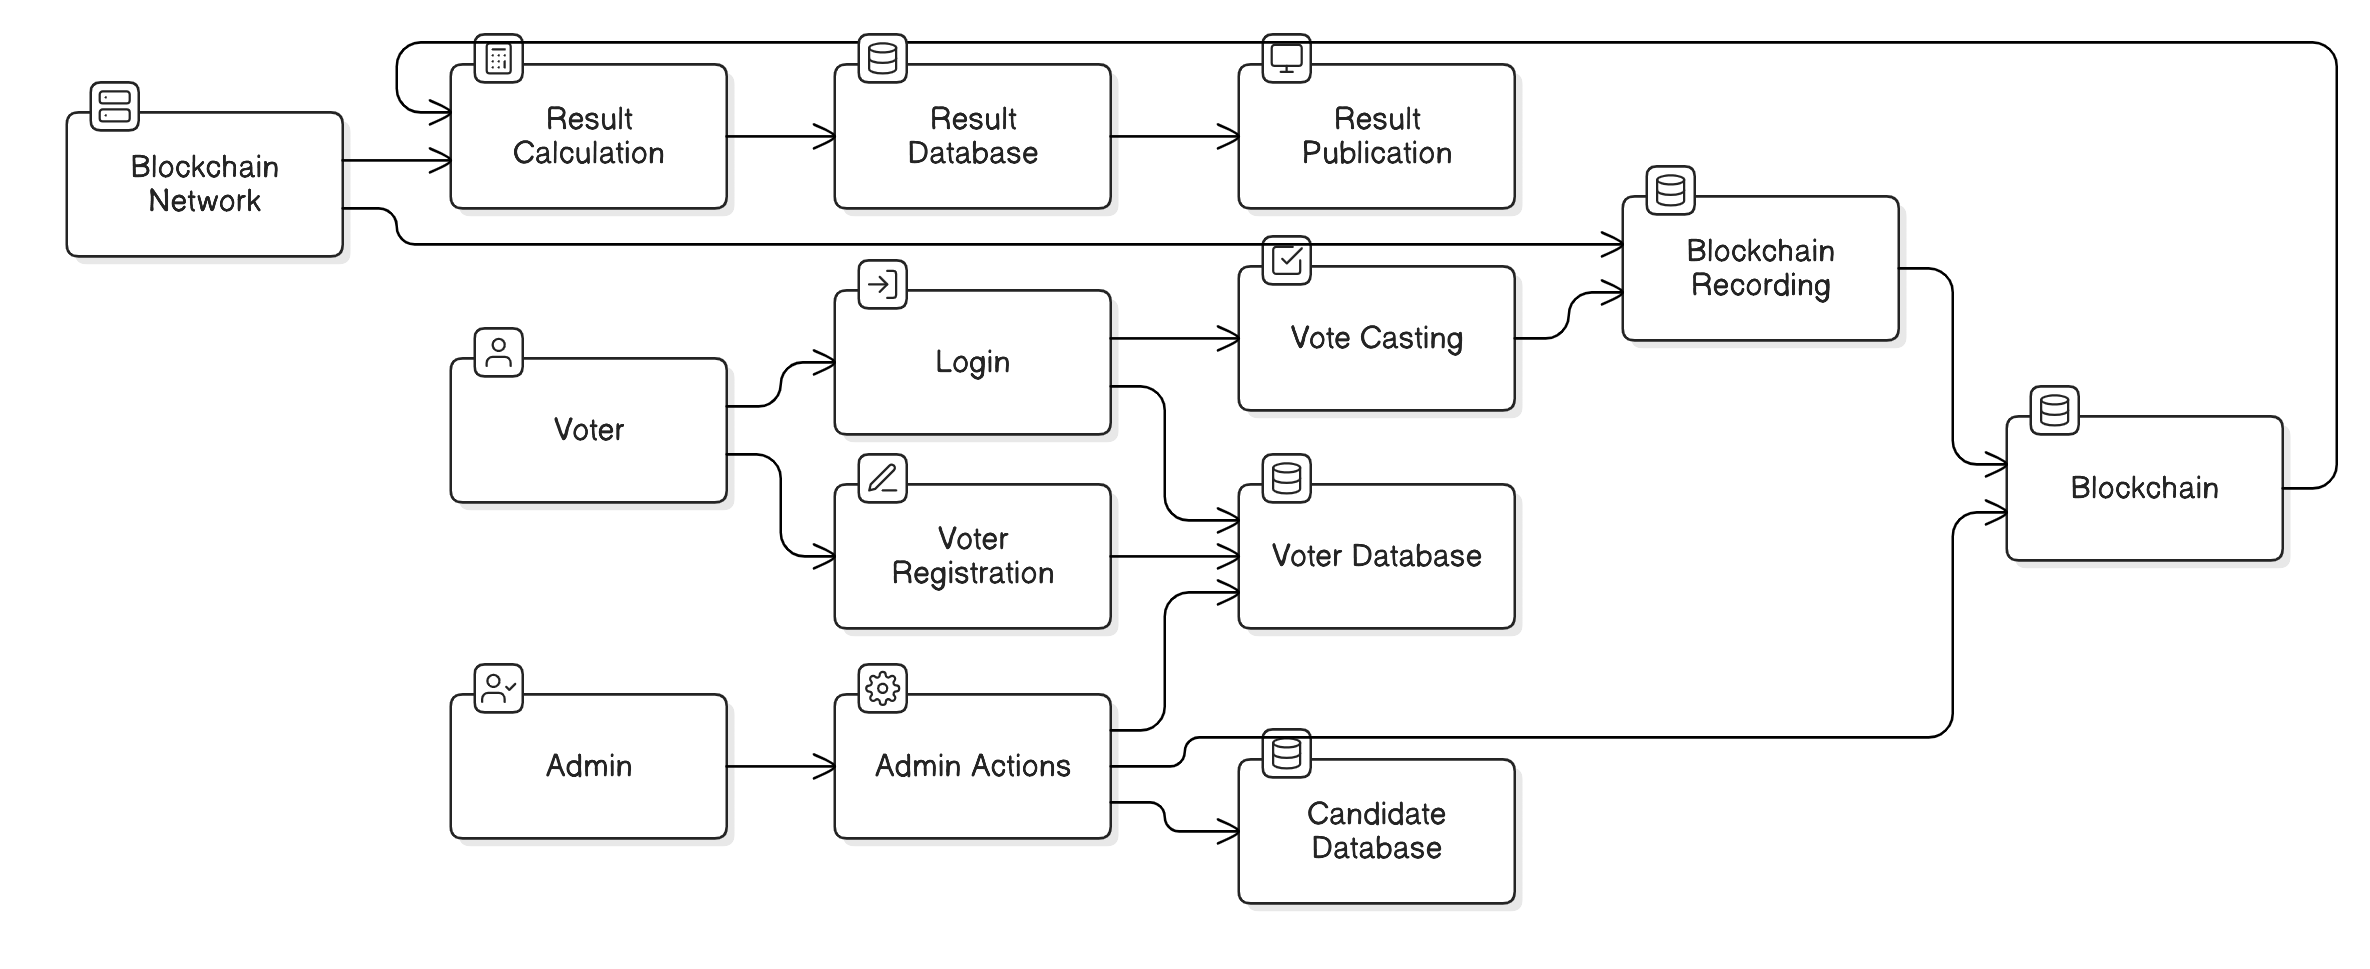 Blockchain
Network
Result
Calculation
Result
Database
Result
Publication
Blockchain
Recording
Voter
Login
Vote Casting
Voter
Registration
Voter Database
Blockchain
Admin
Admin Actions
Candidate
Database